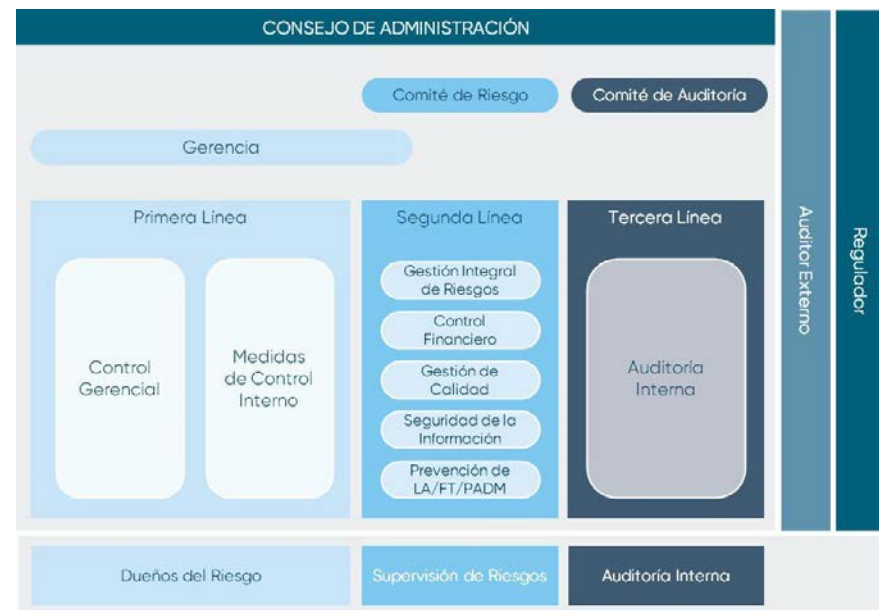 CONSEJO DE ADMINISTRACIÓN
Comité de Riesgo
Comité de Auditoría
Gerencia
Primera Línea
Segunda Línea
Tercera Línea
Control
Gerencial
Medidas
de Control
Interno
Gestión Integral
de Riesgos
Control
Financiero
Gestión de
Calidad
Seguridad de la
Información
Prevención de
LA/FT/PADM
Auditoría
Interna
Auditor Externo
Regulador
Dueños del Riesgo
Supervisión de Riesgos
Auditoría Interna